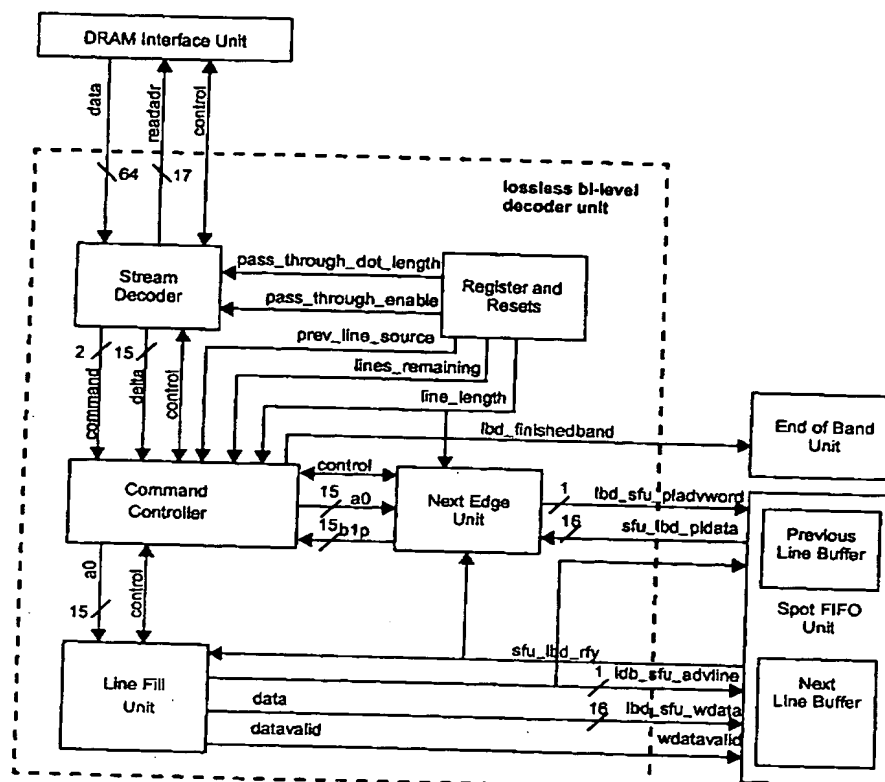 DRAM Interface Unit
data
readadr
control
64
17
lossless bi-level
decoder unit
Stream
Decoder
pass_through_dot_length
pass_through_enable
Register and
Resets
prev_line_source
lines_remaining
line_length
2
15
command
delta
control
lbd_finishedband
End of Band
Unit
Command
Controller
control
15
a0
15
b1p
Next Edge
Unit
1
lbd_sfu_pladvword
16
sfu_lbd_pldata
Previous
Line Buffer
Spot FIFO
Unit
a0
15
control
sfu_lbd_rfy
Line Fill
Unit
1
ldb_sfu_advline
data
16
lbd_sfu_wdata
datavalid
wdatavalid
Next
Line Buffer